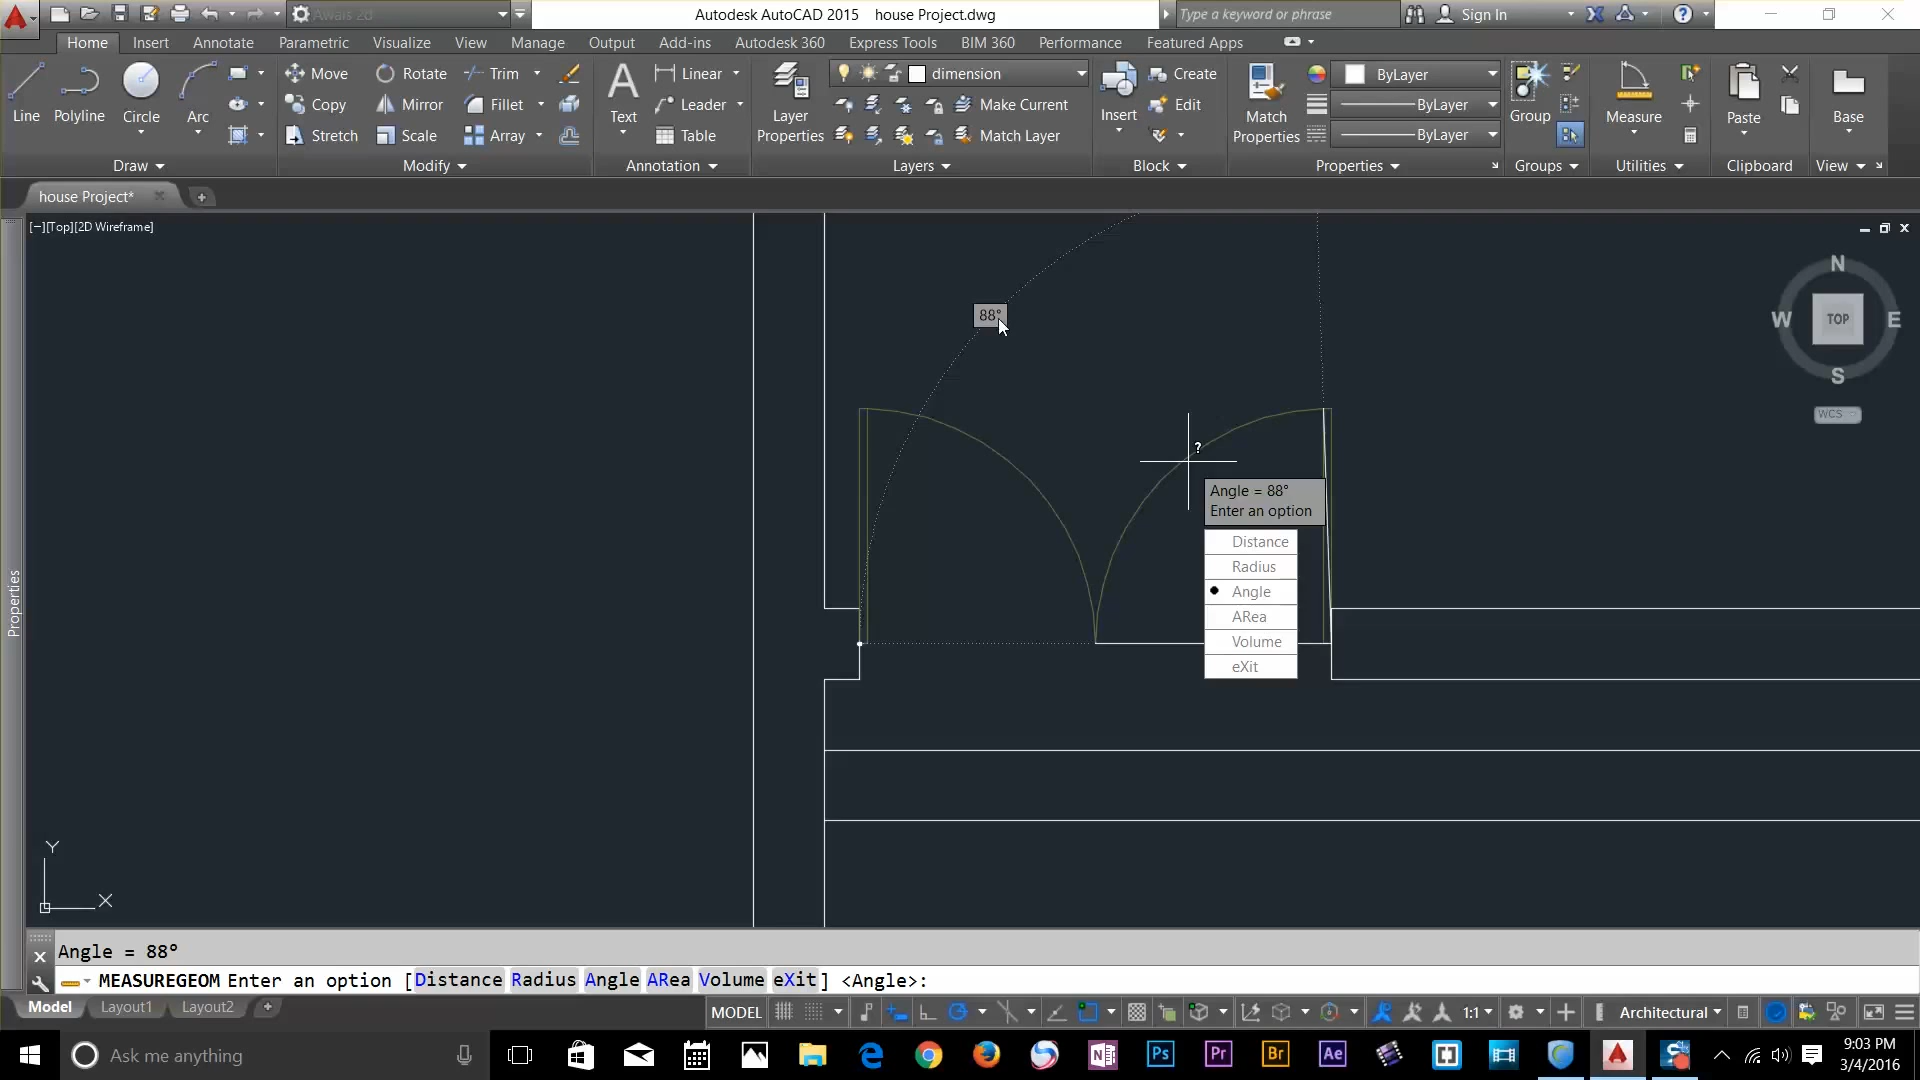 Awais 2d
Autodesk AutoCAD 2015 house Project.dwg
Type a keyword or phrase
Sign In
Home Insert Annotate Parametric Visualize View Manage Output Add-ins Autodesk 360 Express Tools BIM 360 Performance Featured Apps
Line Polyline Circle Arc
Move Rotate Trim
Copy Mirror Fillet
Stretch Scale Array
Text
Linear
Leader
Table
Layer Properties
dimension
Make Current
Match Layer
Insert
Create
Edit
Match Properties
ByLayer
ByLayer
ByLayer
Group
Measure
Paste
Base
Draw Modify Annotation Layers Block Properties Groups Utilities Clipboard View
house Project*
[−][Top][2D Wireframe]
N
W TOP E
S
WCS
88°
?
Angle = 88°
Enter an option
Distance
Radius
Angle
ARea
Volume
eXit
Properties
Y
X
Angle = 88°
MEASUREGEOM Enter an option [Distance Radius Angle ARea Volume eXit] <Angle>:
Model Layout1 Layout2
MODEL 1:1 Architectural
Ask me anything
N Ps Pr Br Ae
9:03 PM
3/4/2016